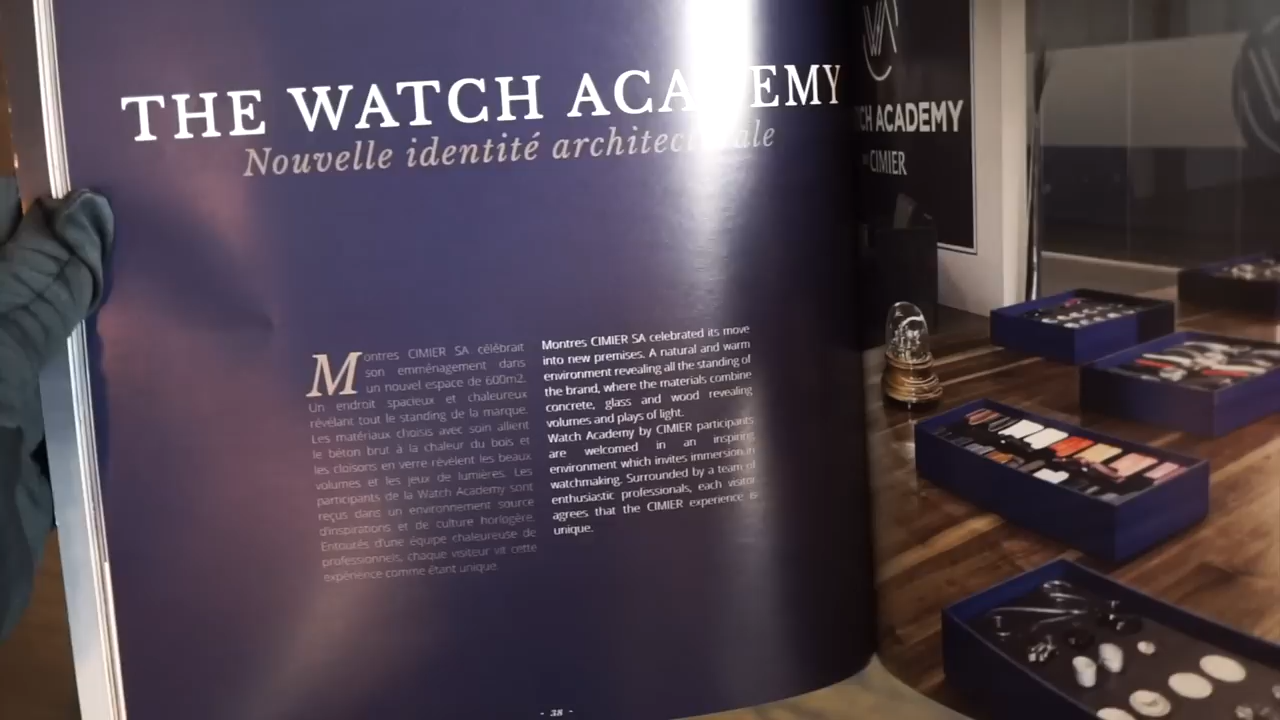 THE WATCH ACADEMY
Nouvelle identité architecturale
Montres CIMIER SA célébrait
son emménagement dans
un nouvel espace de 600m2.
Un endroit spacieux et chaleureux
révélant tout le standing de la marque.
Les matériaux choisis avec soin allient
le béton brut à la chaleur du bois et
les cloisons en verre révèlent les beaux
volumes et les jeux de lumières. Les
participants de la Watch Academy sont
reçus dans un environnement source
d'inspirations et de culture horlogère.
Entourés d'une équipe chaleureuse de
professionnels, chaque visiteur vit cette
expérience comme étant unique.
Montres CIMIER SA celebrated its move
into new premises. A natural and warm
environment revealing all the standing of
the brand, where the materials combine
concrete, glass and wood revealing
volumes and plays of light.
Watch Academy by CIMIER participants
are welcomed in an inspiring
environment which invites immersion in
watchmaking. Surrounded by a team of
enthusiastic professionals, each visitor
agrees that the CIMIER experience is
unique.
- 38 -
ACADEMY
CIMIER